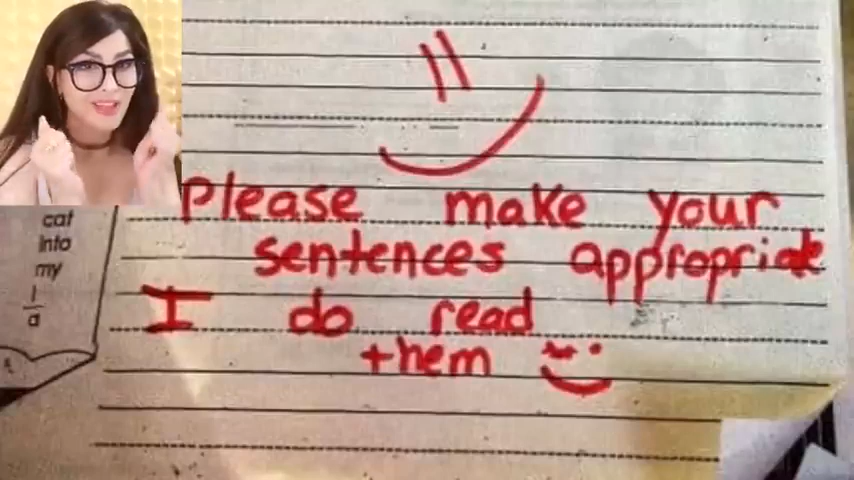 Please make your
sentences appropriate
I do read
them
cat
into
my
I
a